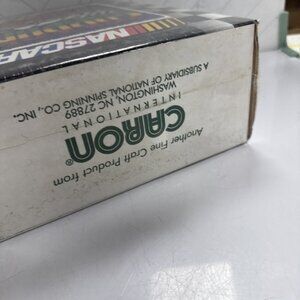 NASCAR
Another Fine Craft Product from
CARON®
INTERNATIONAL
WASHINGTON, NC 27889
A SUBSIDIARY OF NATIONAL SPINNING CO., INC.